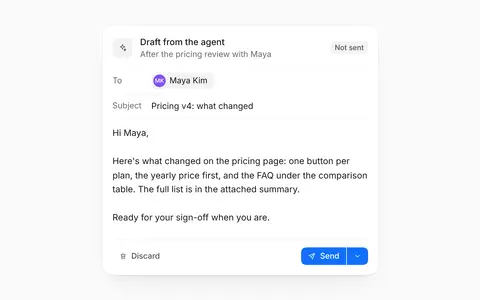 Draft from the agent
After the pricing review with Maya
Not sent
To
MK
Maya Kim
Subject
Pricing v4: what changed
Hi Maya,
Here's what changed on the pricing page: one button per
plan, the yearly price first, and the FAQ under the comparison
table. The full list is in the attached summary.
Ready for your sign-off when you are.
Discard
Send